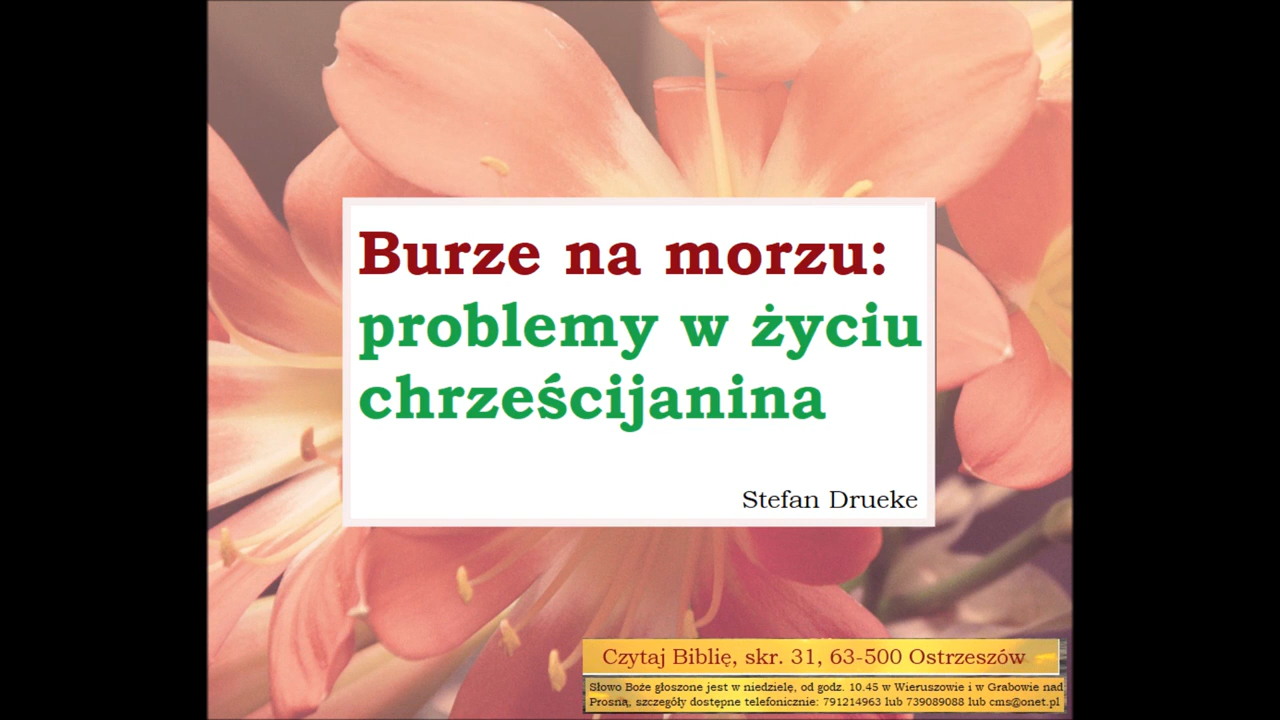 Burze na morzu:
problemy w życiu
chrześcijanina
Stefan Drueke
Czytaj Biblię, skr. 31, 63-500 Ostrzeszów
Słowo Boże głoszone jest w niedzielę, od godz. 10.45 w Wieruszowie i w Grabowie nad
Prosną, szczegóły dostępne telefonicznie: 791214963 lub 739089088 lub cms@onet.pl